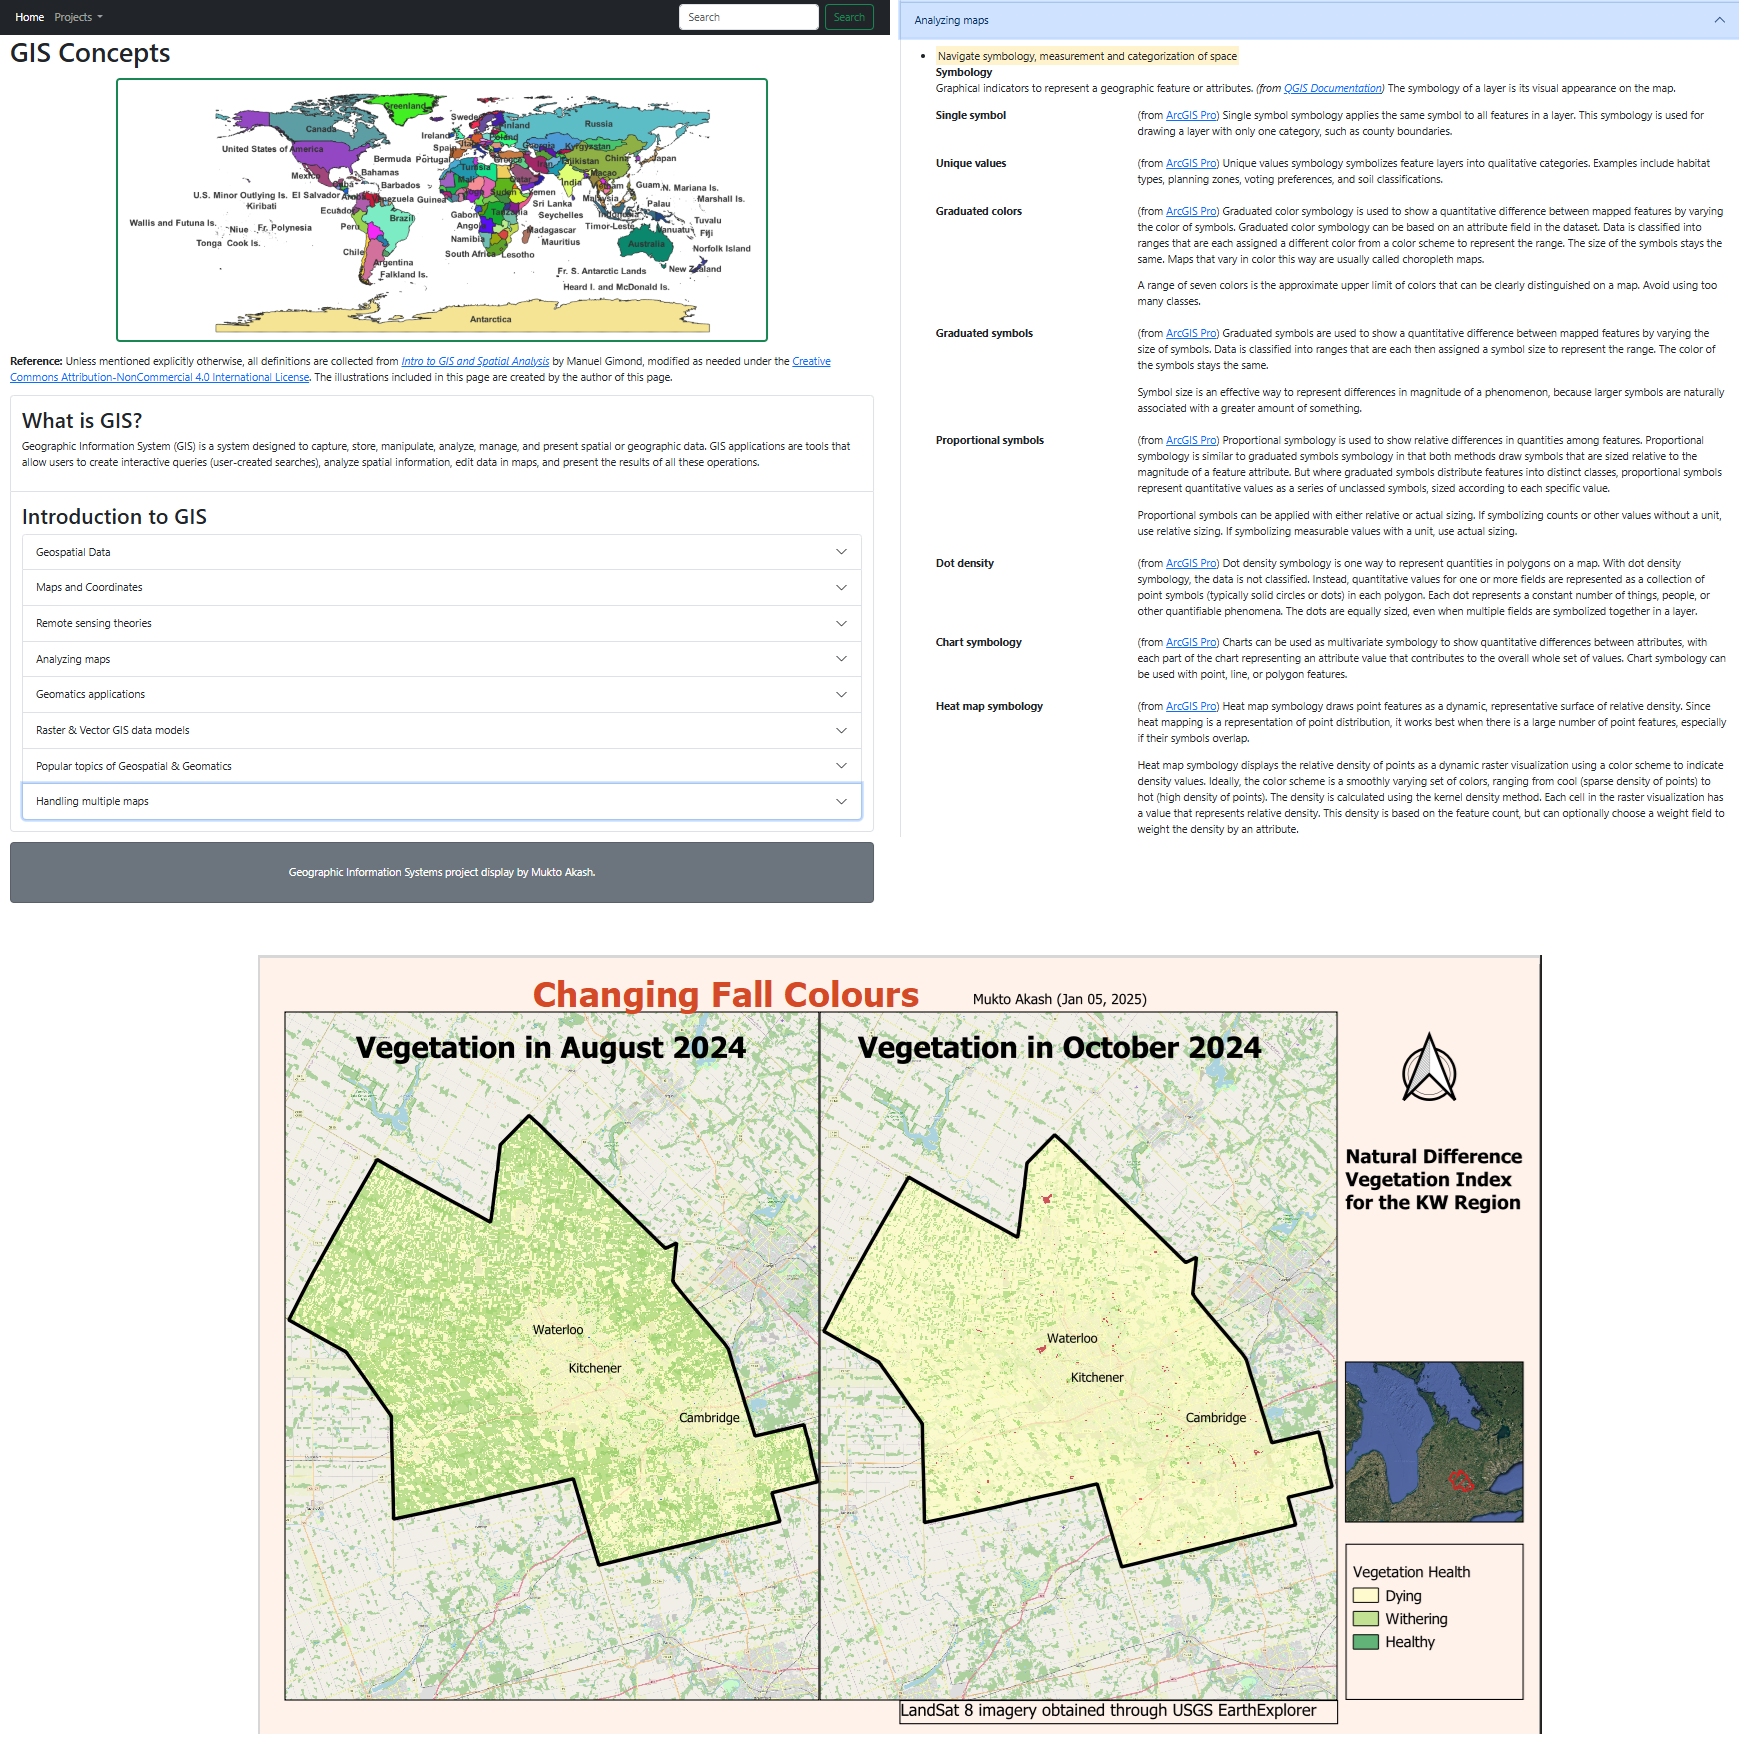 Home Projects Search Search
GIS Concepts
Greenland
Sweden
Finland
Russia
Canada
Ireland
Poland
United States of America
Spain
Italy
Georgia
Kyrgyzstan
Bermuda Portugal
Greece
Iran
Tajikistan
China
Japan
Mexico
Bahamas
Tunisia
Macao
Cuba
Barbados
Mali
Qatar
India
Vietnam
Guam
N. Mariana Is.
U.S. Minor Outlying Is.
El Salvador
Venezuela
Guinea
Togo
Sudan
Yemen
Malaysia
Marshall Is.
Kiribati
Sri Lanka
Palau
Ecuador
Brazil
Gabon
Tanzania
Seychelles
Indonesia
Wallis and Futuna Is.
Niue
Fr. Polynesia
Peru
Angola
Madagascar
Timor-Leste
Vanuatu
Tuvalu
Fiji
Tonga
Cook Is.
Namibia
Mauritius
Australia
Norfolk Island
Chile
South Africa
Lesotho
Argentina
Falkland Is.
Fr. S. Antarctic Lands
New Zealand
Heard I. and McDonald Is.
Antarctica
Reference: Unless mentioned explicitly otherwise, all definitions are collected from Intro to GIS and Spatial Analysis by Manuel Gimond, modified as needed under the Creative
Commons Attribution-NonCommercial 4.0 International License. The illustrations included in this page are created by the author of this page.
What is GIS?
Geographic Information System (GIS) is a system designed to capture, store, manipulate, analyze, manage, and present spatial or geographic data. GIS applications are tools that
allow users to create interactive queries (user-created searches), analyze spatial information, edit data in maps, and present the results of all these operations.
Introduction to GIS
Geospatial Data
Maps and Coordinates
Remote sensing theories
Analyzing maps
Geomatics applications
Raster & Vector GIS data models
Popular topics of Geospatial & Geomatics
Handling multiple maps
Geographic Information Systems project display by Mukto Akash.
Analyzing maps
• Navigate symbology, measurement and categorization of space
Symbology
Graphical indicators to represent a geographic feature or attributes. (from QGIS Documentation) The symbology of a layer is its visual appearance on the map.
Single symbol (from ArcGIS Pro) Single symbol symbology applies the same symbol to all features in a layer. This symbology is used for
drawing a layer with only one category, such as county boundaries.
Unique values (from ArcGIS Pro) Unique values symbology symbolizes feature layers into qualitative categories. Examples include habitat
types, planning zones, voting preferences, and soil classifications.
Graduated colors (from ArcGIS Pro) Graduated color symbology is used to show a quantitative difference between mapped features by varying
the color of symbols. Graduated color symbology can be based on an attribute field in the dataset. Data is classified into
ranges that are each assigned a different color from a color scheme to represent the range. The size of the symbols stays the
same. Maps that vary in color this way are usually called choropleth maps.
A range of seven colors is the approximate upper limit of colors that can be clearly distinguished on a map. Avoid using too
many classes.
Graduated symbols (from ArcGIS Pro) Graduated symbols are used to show a quantitative difference between mapped features by varying the
size of symbols. Data is classified into ranges that are each then assigned a symbol size to represent the range. The color of
the symbols stays the same.
Symbol size is an effective way to represent differences in magnitude of a phenomenon, because larger symbols are naturally
associated with a greater amount of something.
Proportional symbols (from ArcGIS Pro) Proportional symbology is used to show relative differences in quantities among features. Proportional
symbology is similar to graduated symbols symbology in that both methods draw symbols that are sized relative to the
magnitude of a feature attribute. But where graduated symbols distribute features into distinct classes, proportional symbols
represent quantitative values as a series of unclassed symbols, sized according to each specific value.
Proportional symbols can be applied with either relative or actual sizing. If symbolizing counts or other values without a unit,
use relative sizing. If symbolizing measurable values with a unit, use actual sizing.
Dot density (from ArcGIS Pro) Dot density symbology is one way to represent quantities in polygons on a map. With dot density
symbology, the data is not classified. Instead, quantitative values for one or more fields are represented as a collection of
point symbols (typically solid circles or dots) in each polygon. Each dot represents a constant number of things, people, or
other quantifiable phenomena. The dots are equally sized, even when multiple fields are symbolized together in a layer.
Chart symbology (from ArcGIS Pro) Charts can be used as multivariate symbology to show quantitative differences between attributes, with
each part of the chart representing an attribute value that contributes to the overall whole set of values. Chart symbology can
be used with point, line, or polygon features.
Heat map symbology (from ArcGIS Pro) Heat map symbology draws point features as a dynamic, representative surface of relative density. Since
heat mapping is a representation of point distribution, it works best when there is a large number of point features, especially
if their symbols overlap.
Heat map symbology displays the relative density of points as a dynamic raster visualization using a color scheme to indicate
density values. Ideally, the color scheme is a smoothly varying set of colors, ranging from cool (sparse density of points) to
hot (high density of points). The density is calculated using the kernel density method. Each cell in the raster visualization has
a value that represents relative density. This density is based on the feature count, but can optionally choose a weight field to
weight the density by an attribute.
Changing Fall Colours
Mukto Akash (Jan 05, 2025)
Vegetation in August 2024
Waterloo
Kitchener
Cambridge
Vegetation in October 2024
Waterloo
Kitchener
Cambridge
Natural Difference
Vegetation Index
for the KW Region
Vegetation Health
Dying
Withering
Healthy
LandSat 8 imagery obtained through USGS EarthExplorer